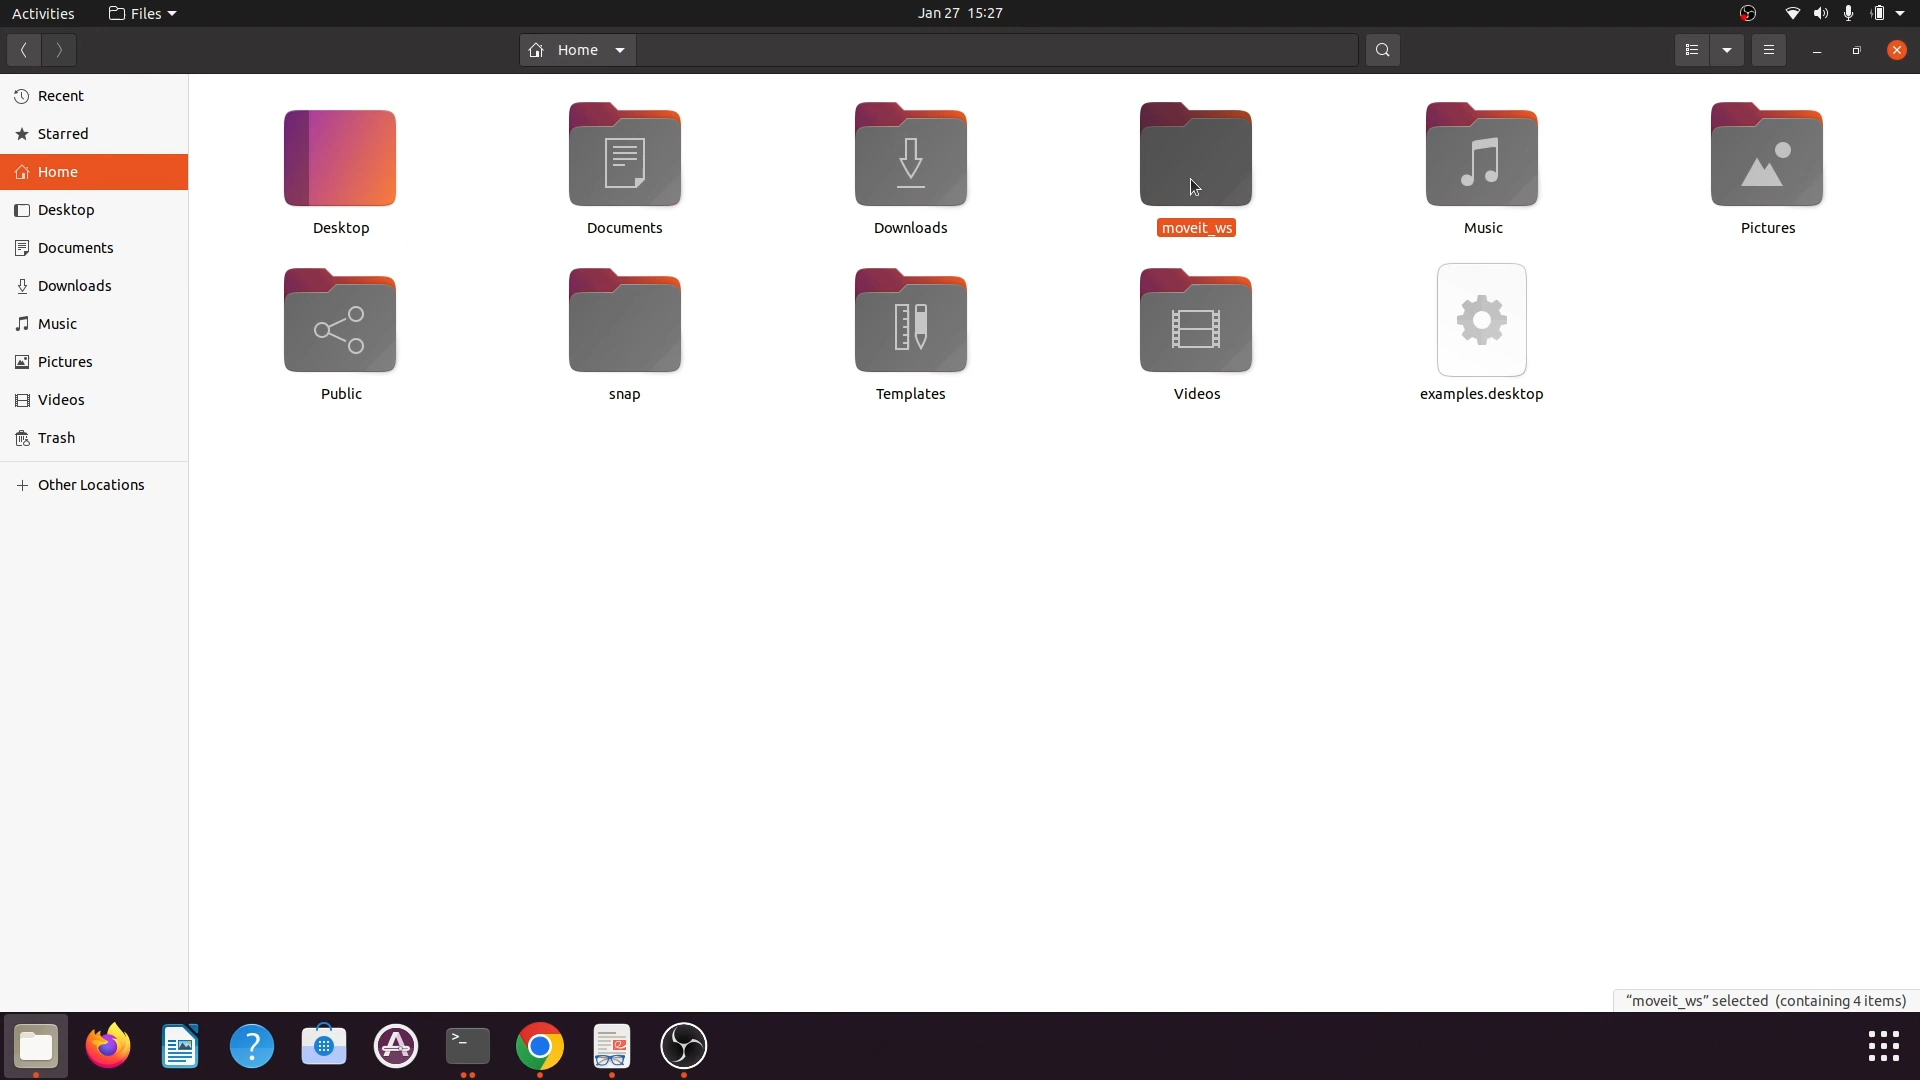 Activities Files Jan 27 15:27
Home
Recent
Starred
Home
Desktop
Documents
Downloads
Music
Pictures
Videos
Trash
Other Locations
Desktop Documents Downloads moveit_ws Music Pictures
Public snap Templates Videos examples.desktop
“moveit_ws” selected (containing 4 items)